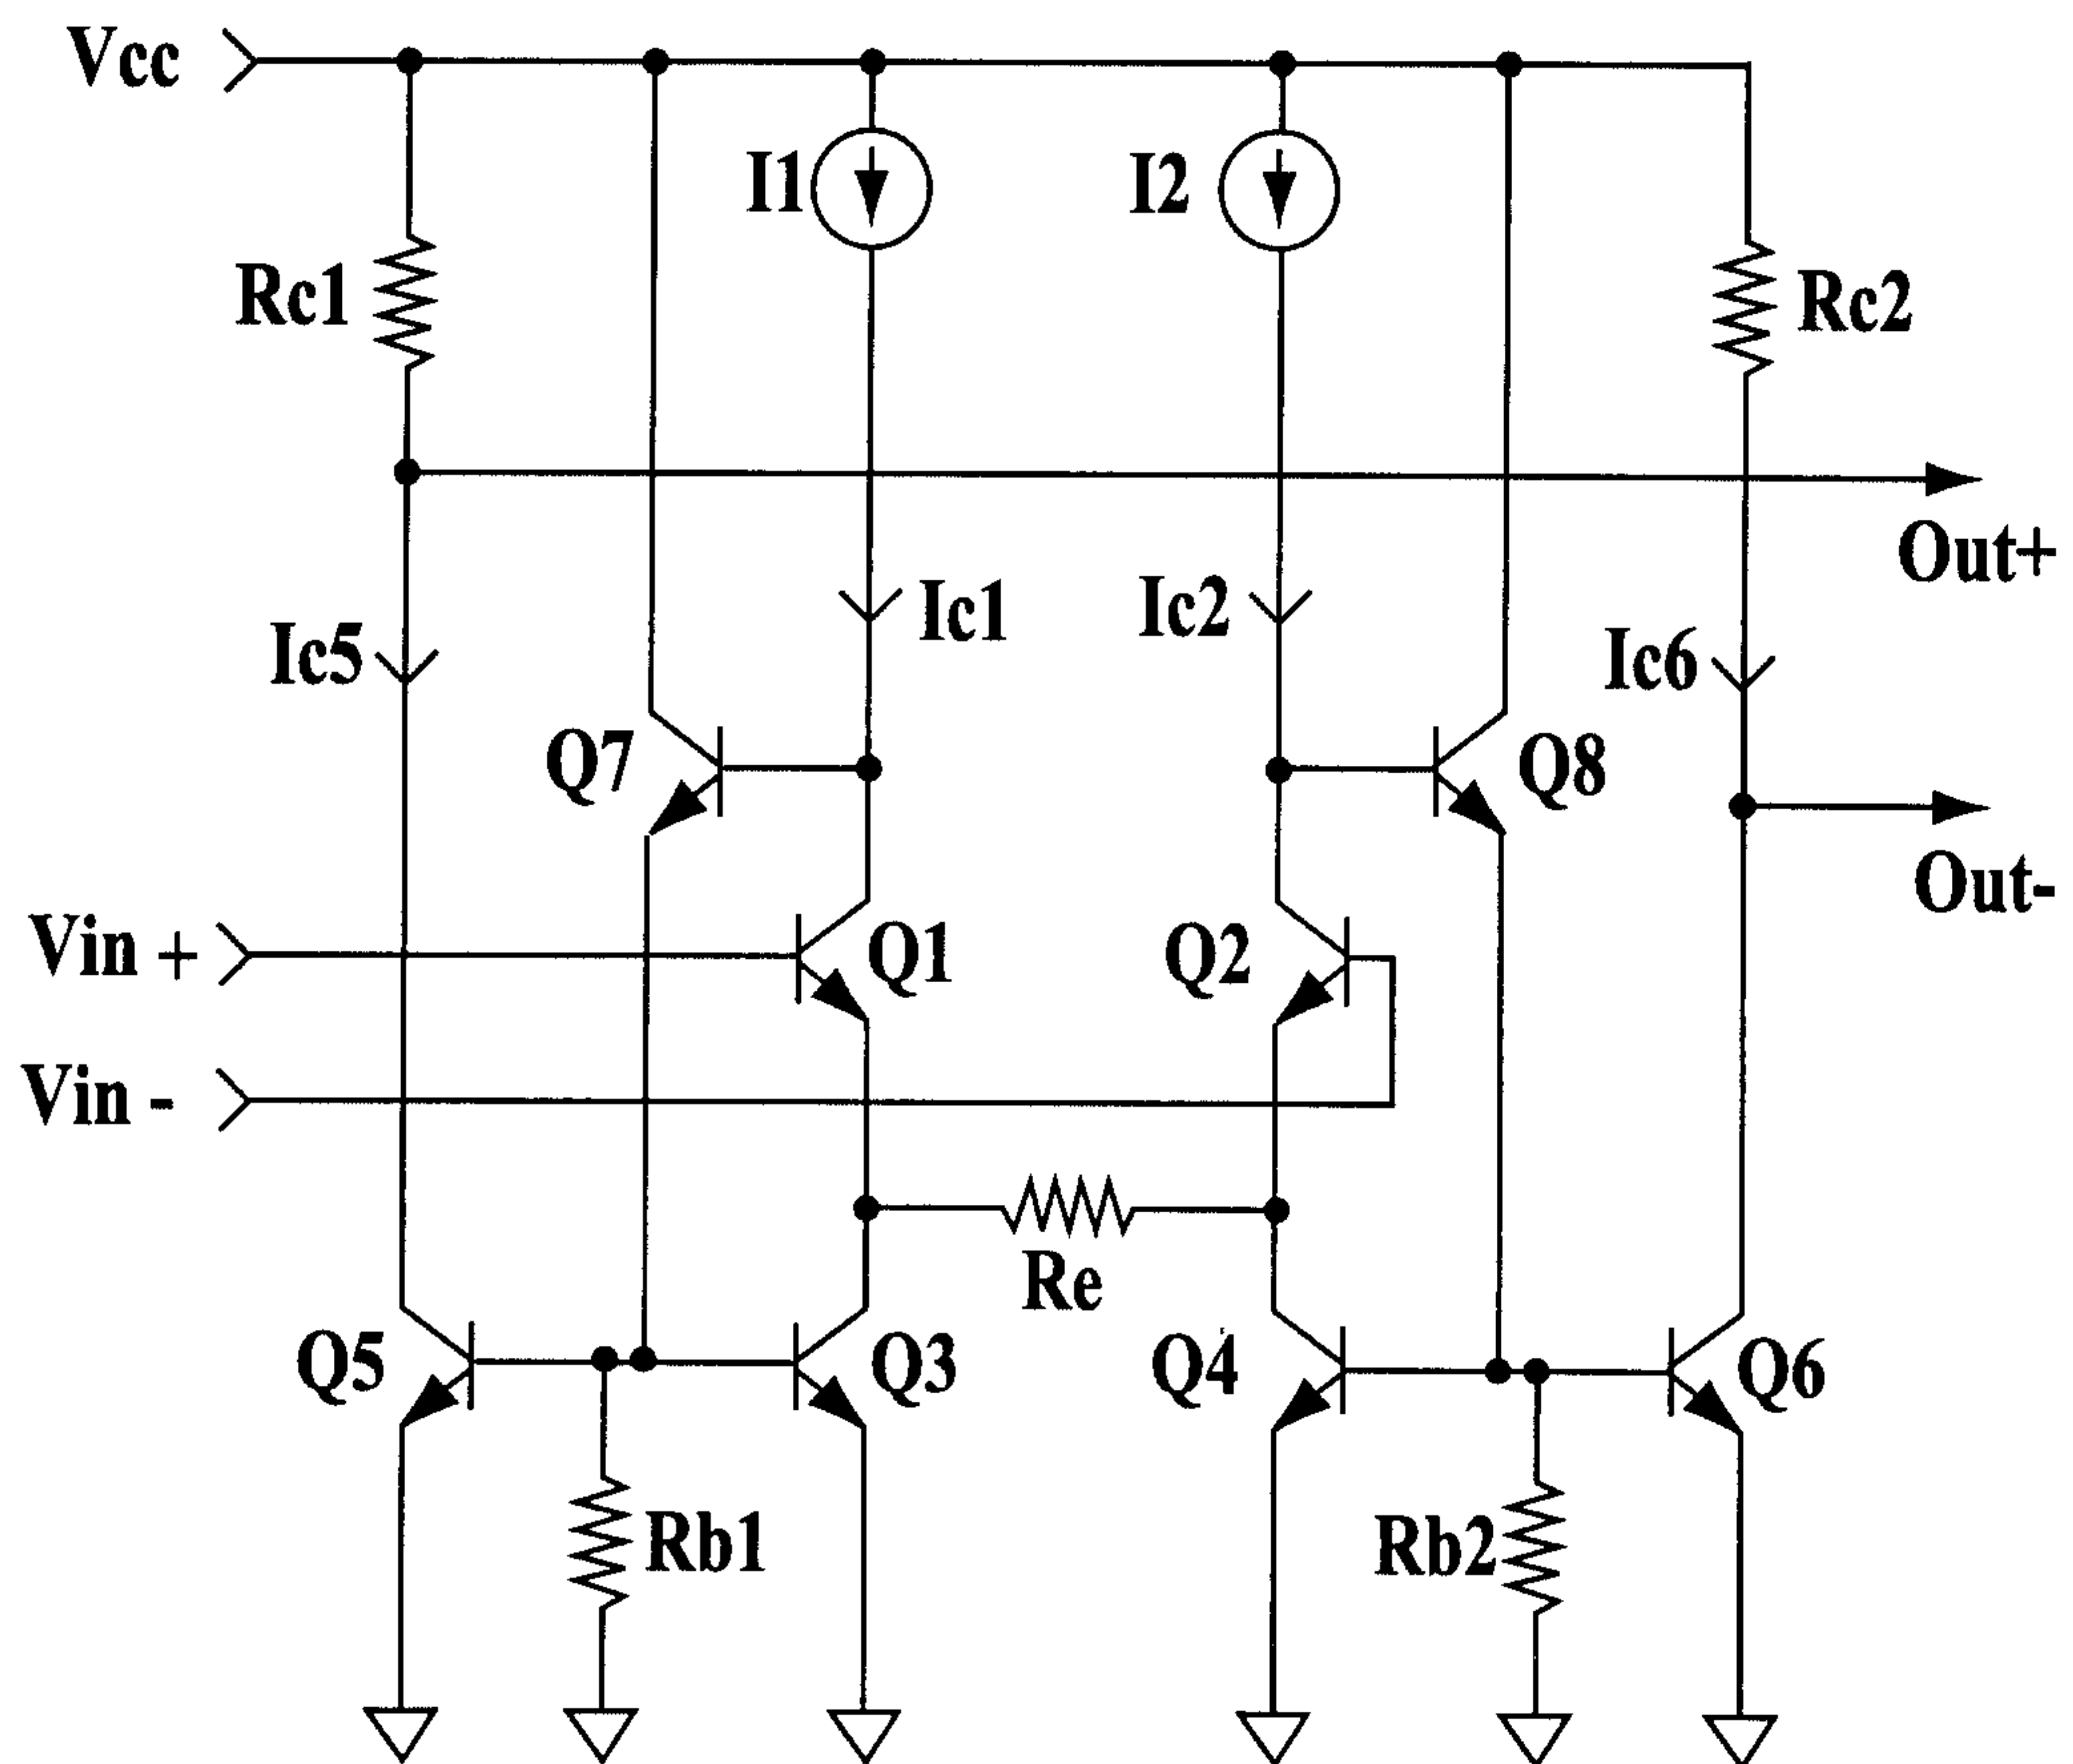 Vcc
I1
I2
Rc1
Rc2
Out+
Ic1
Ic2
Ic5
Ic6
Q7
Q8
Out-
Vin +
Q1
Q2
Vin -
Re
Q5
Q3
Q4
Q6
Rb1
Rb2